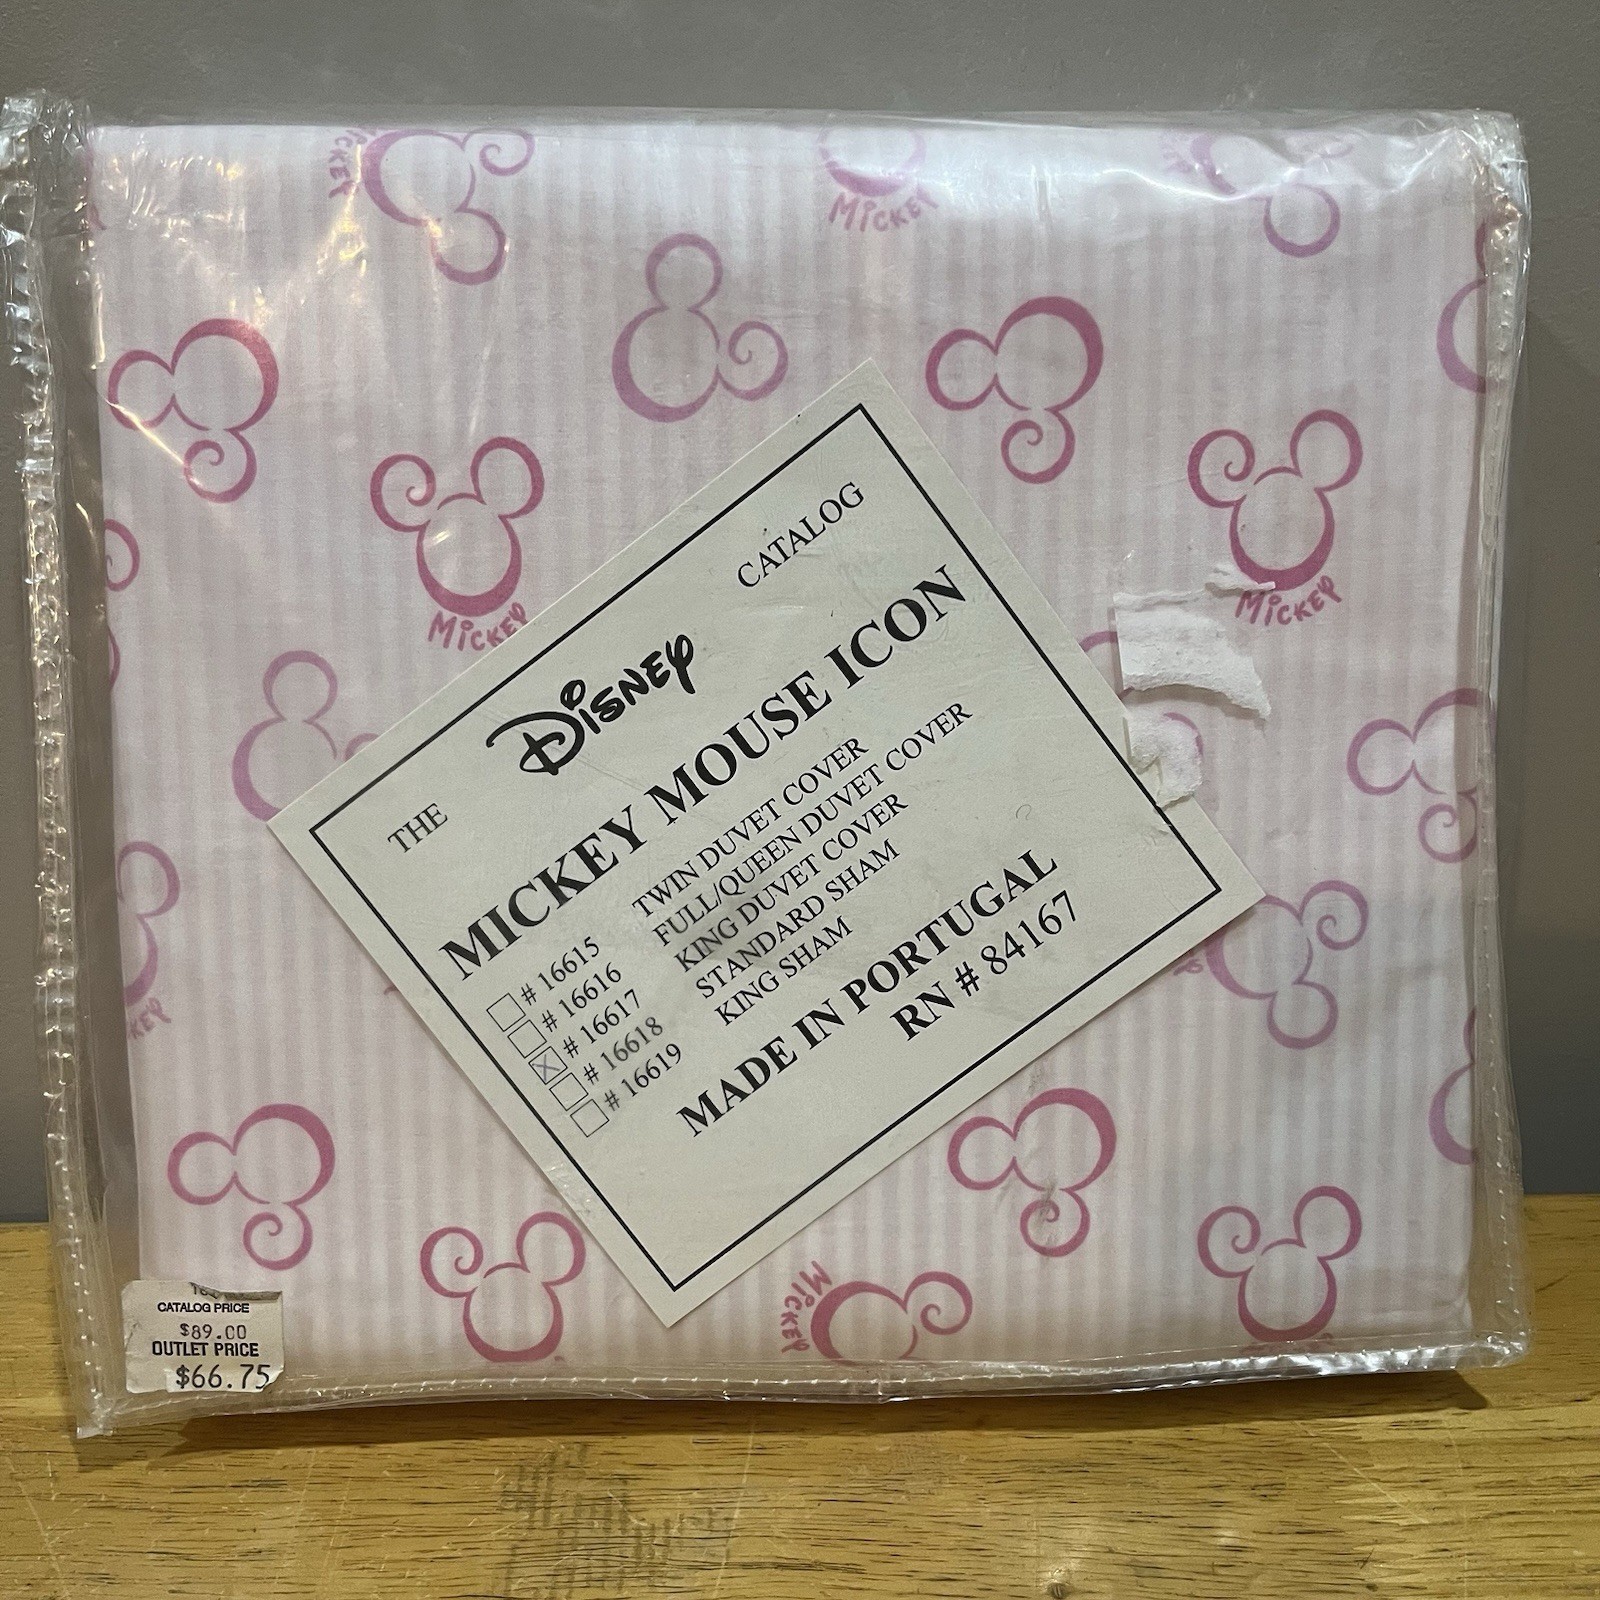 MICKEY
MICKEY
MICKEY
MICKEY
THE Disney CATALOG
MICKEY MOUSE ICON
# 16615 TWIN DUVET COVER
# 16616 FULL/QUEEN DUVET COVER
# 16617 KING DUVET COVER
# 16618 STANDARD SHAM
# 16619 KING SHAM
MADE IN PORTUGAL
RN # 84167
MICKEY
CATALOG PRICE
$89.00
OUTLET PRICE
$66.75